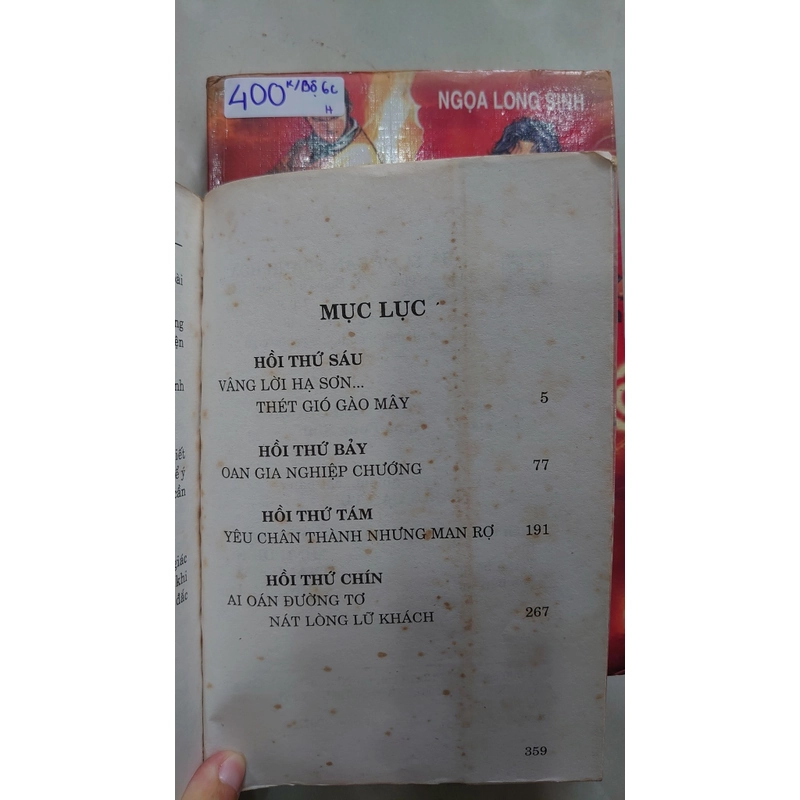 400 K/Bộ 6c
H
NGỌA LONG SINH
MỤC LỤC
HỒI THỨ SÁU
VÂNG LỜI HẠ SƠN...
THÉT GIÓ GÀO MÂY 5
HỒI THỨ BẢY
OAN GIA NGHIỆP CHƯỚNG 77
HỒI THỨ TÁM
YÊU CHÂN THÀNH NHƯNG MAN RỢ 191
HỒI THỨ CHÍN
AI OÁN ĐƯỜNG TƠ
NÁT LÒNG LỮ KHÁCH 267
359